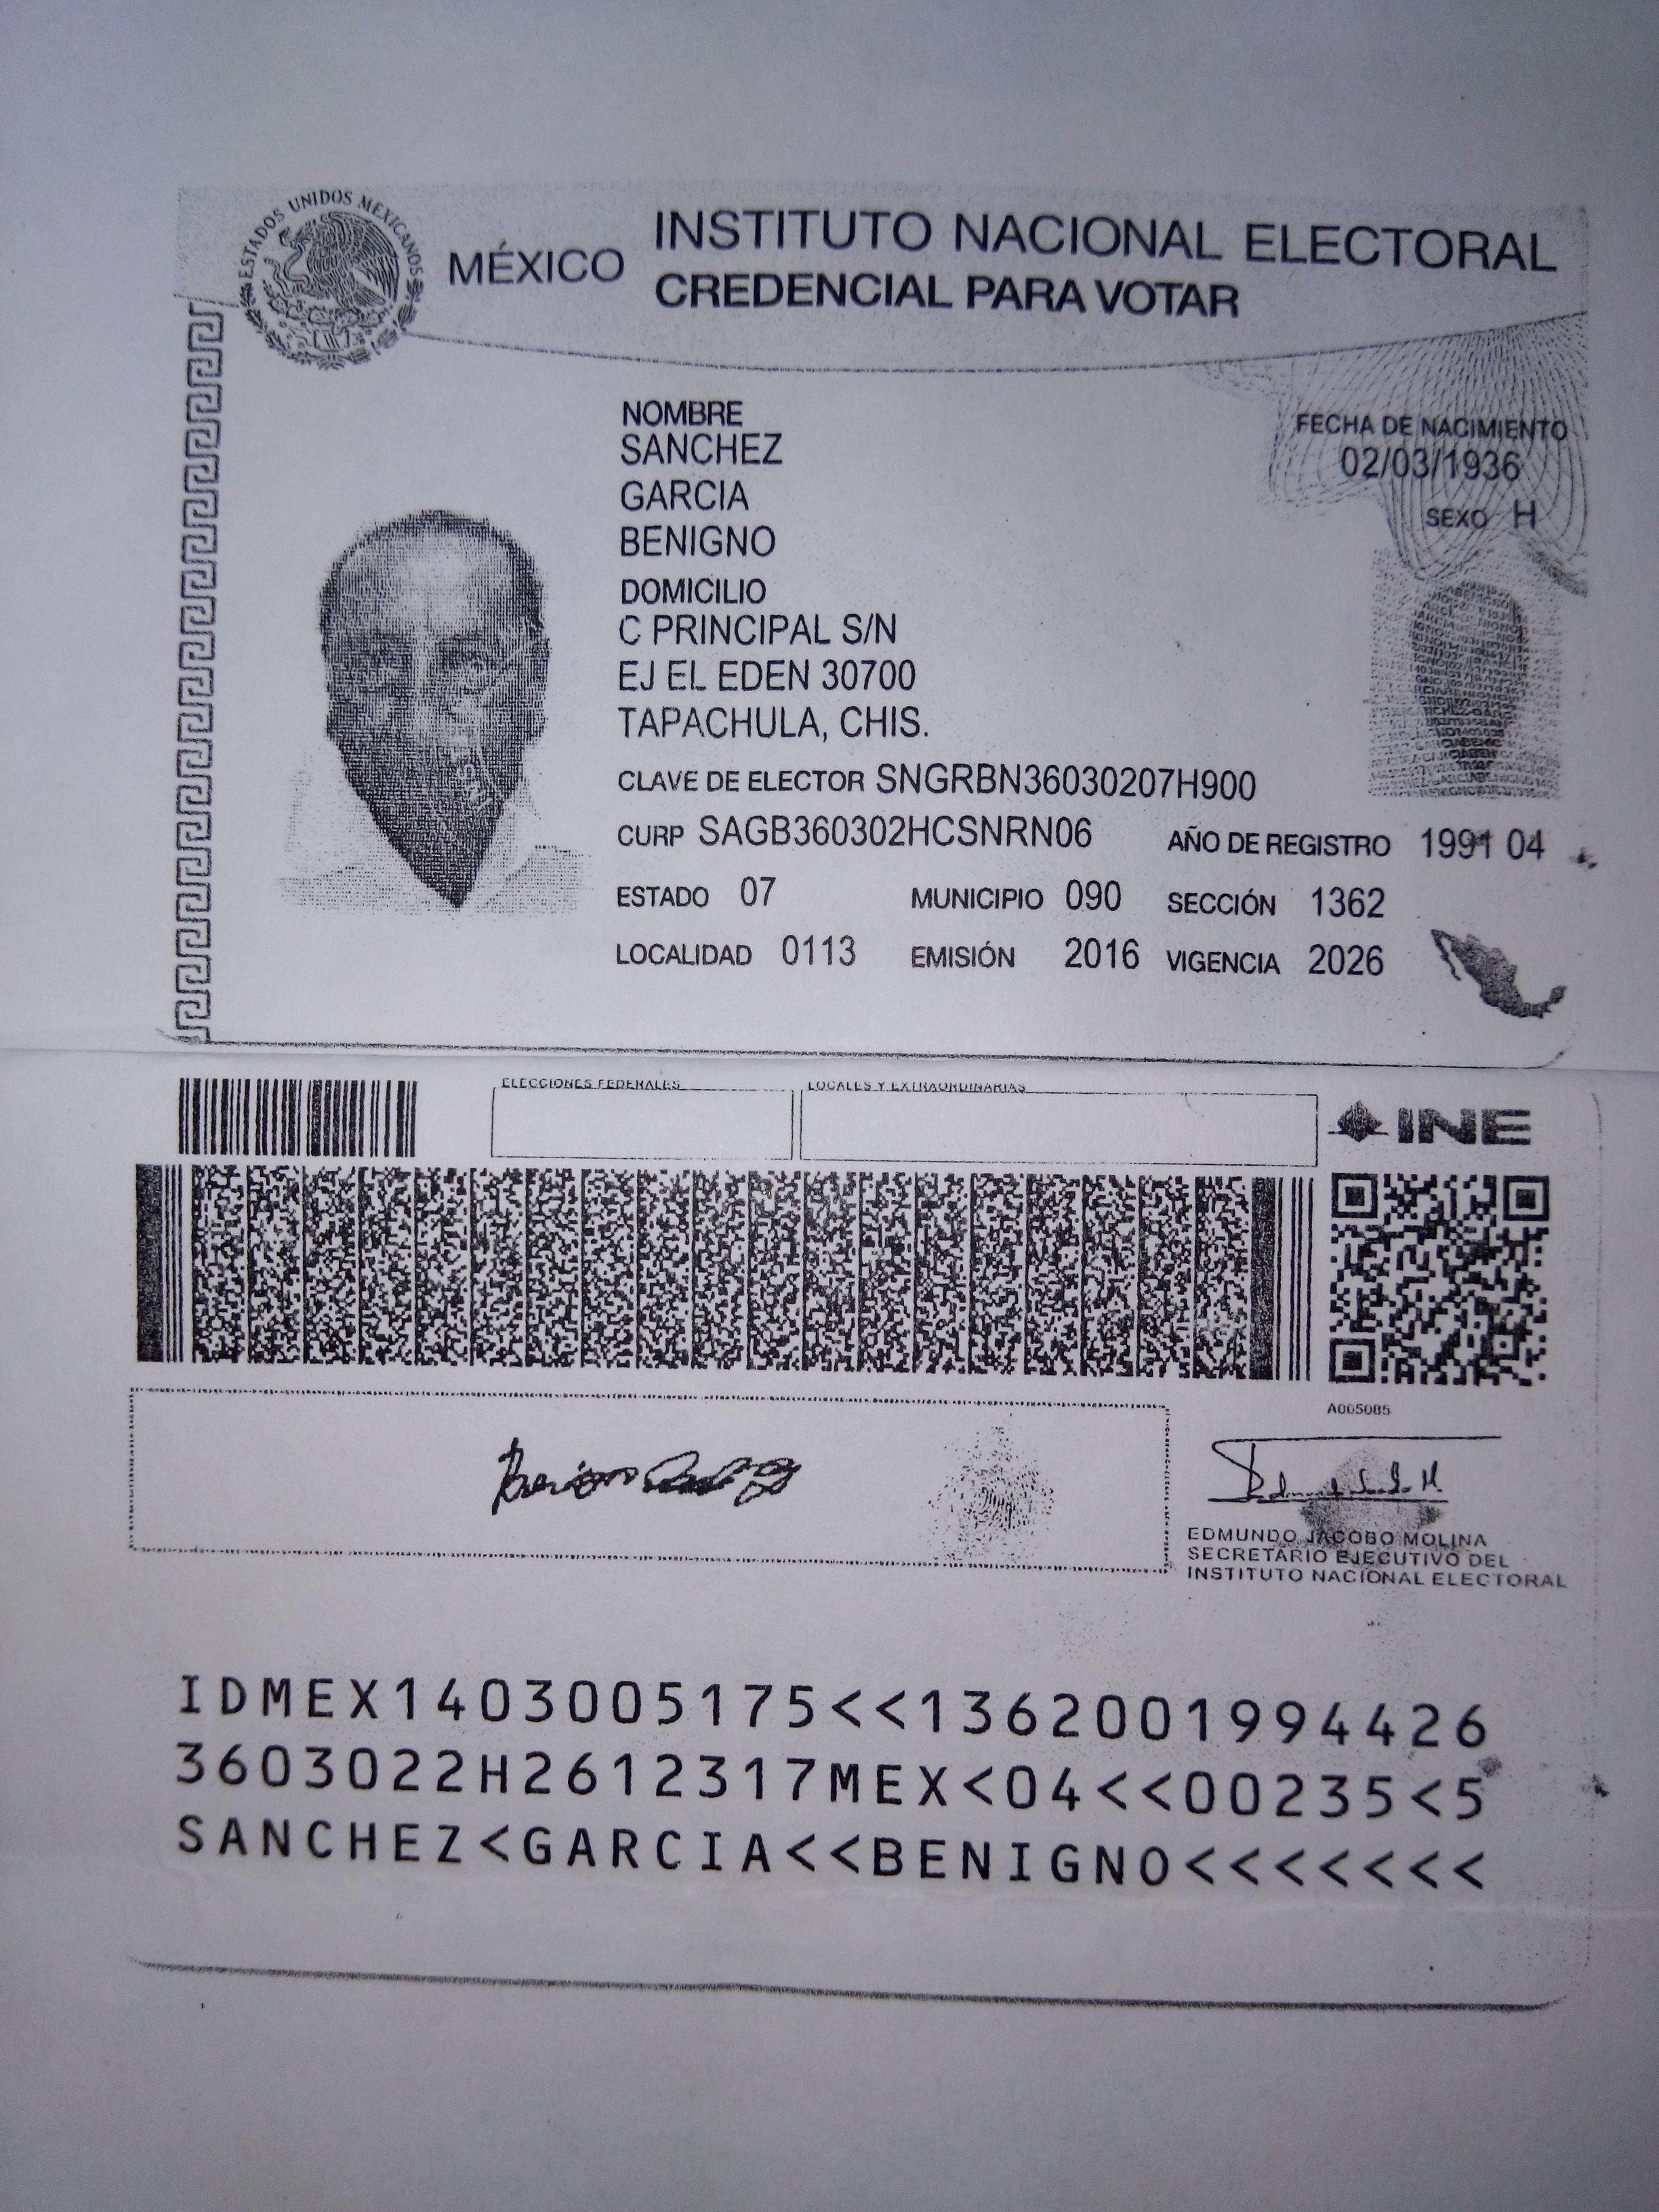 ESTADOS UNIDOS MEXICANOS
MÉXICO
INSTITUTO NACIONAL ELECTORAL
CREDENCIAL PARA VOTAR
NOMBRE
SANCHEZ
GARCIA
BENIGNO
FECHA DE NACIMIENTO
02/03/1936
SEXO H
DOMICILIO
C PRINCIPAL S/N
EJ EL EDEN 30700
TAPACHULA, CHIS.
CLAVE DE ELECTOR SNGRBN36030207H900
CURP SAGB360302HCSNRN06 AÑO DE REGISTRO 1991 04
ESTADO 07 MUNICIPIO 090 SECCIÓN 1362
LOCALIDAD 0113 EMISIÓN 2016 VIGENCIA 2026
ELECCIONES FEDERALES LOCALES Y EXTRAORDINARIAS
INE
A005085
EDMUNDO JACOBO MOLINA
SECRETARIO EJECUTIVO DEL
INSTITUTO NACIONAL ELECTORAL
IDMEX1403005175<<1362001994426
3603022H2612317MEX<04<<00235<5
SANCHEZ<GARCIA<<BENIGNO<<<<<<<